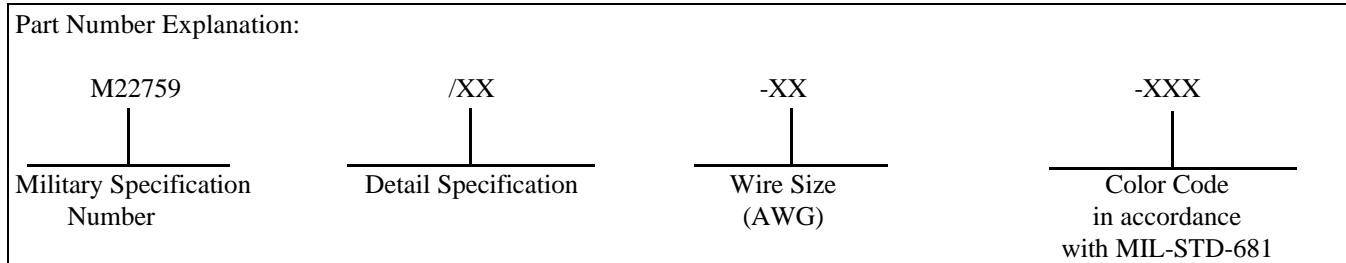 Part Number Explanation:
M22759 /XX -XX -XXX
Military Specification Detail Specification Wire Size Color Code
Number (AWG) in accordance
with MIL-STD-681